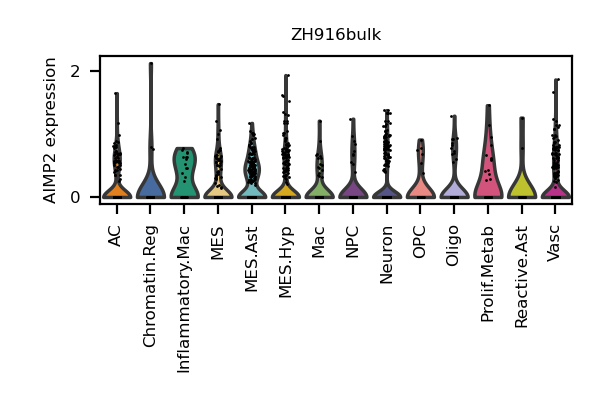 ZH916bulk
AIMP2 expression
2
0
AC
Chromatin.Reg
Inflammatory.Mac
MES
MES.Ast
MES.Hyp
Mac
NPC
Neuron
OPC
Oligo
Prolif.Metab
Reactive.Ast
Vasc